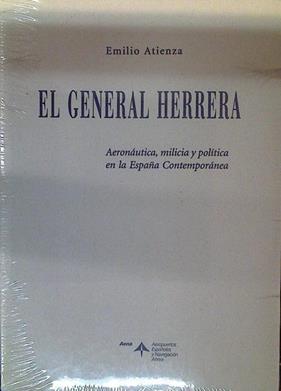 Emilio Atienza
EL GENERAL HERRERA
Aeronáutica, milicia y política
en la España Contemporánea
Aena
Aeropuertos
Españoles
y Navegación
Aérea